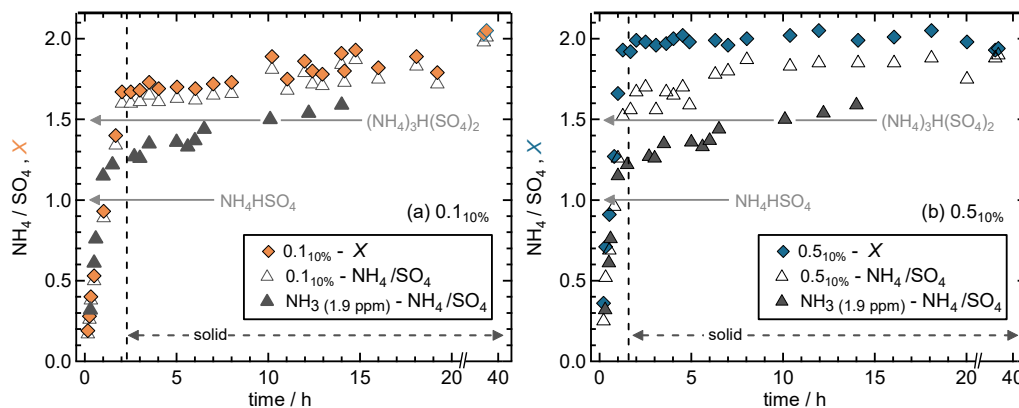 2.0
1.5
1.0
0.5
0.0
NH₄ / SO₄ , X
(NH₄)₃H(SO₄)₂
NH₄HSO₄
(a) 0.1₁₀%
0.1₁₀% - X
0.1₁₀% - NH₄ /SO₄
NH₃ (1.9 ppm) - NH₄ /SO₄
solid
0 5 10 15 20 40
time / h
2.0
1.5
1.0
0.5
0.0
NH₄ / SO₄ , X
(NH₄)₃H(SO₄)₂
NH₄HSO₄
(b) 0.5₁₀%
0.5₁₀% - X
0.5₁₀% - NH₄ /SO₄
NH₃ (1.9 ppm) - NH₄ /SO₄
solid
0 5 10 15 20 40
time / h